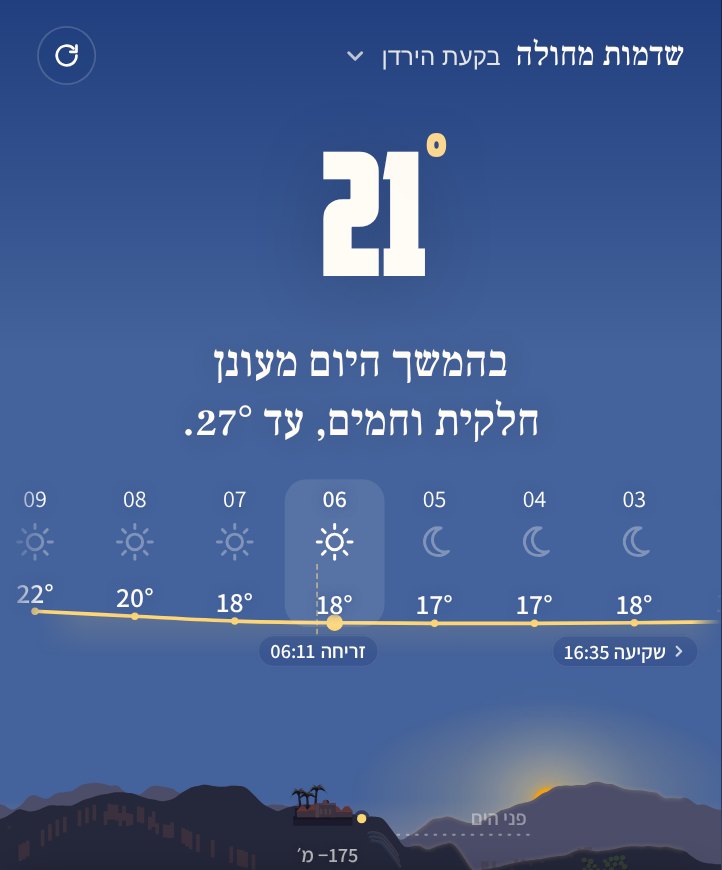 שדמות מחולה בקעת הירדן
21°
בהמשך היום מעונן
חלקית וחמים, עד 27°.
03 04 05 06 07 08 09
18° 17° 17° 18° 18° 20° 22°
שקיעה 16:35 זריחה 06:11
פני הים
−175 מ׳